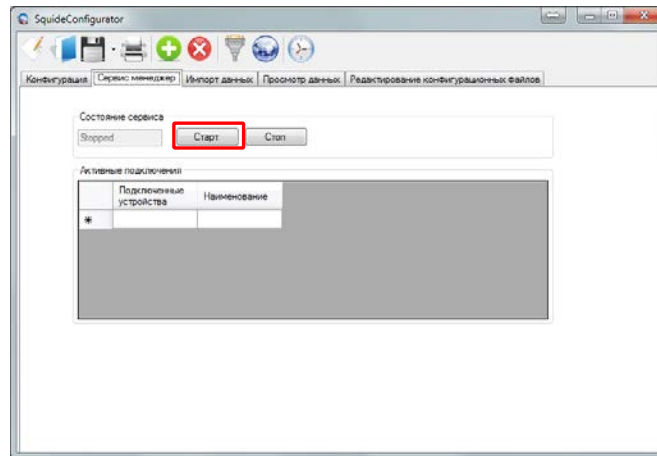 SquideConfigurator
Конфигурация Сервис менеджер Импорт данных Просмотр данных Редактирование конфигурационных файлов
Состояние сервиса
Stopped Старт Стоп
Активные подключения
Подключенные устройства Наименование
*